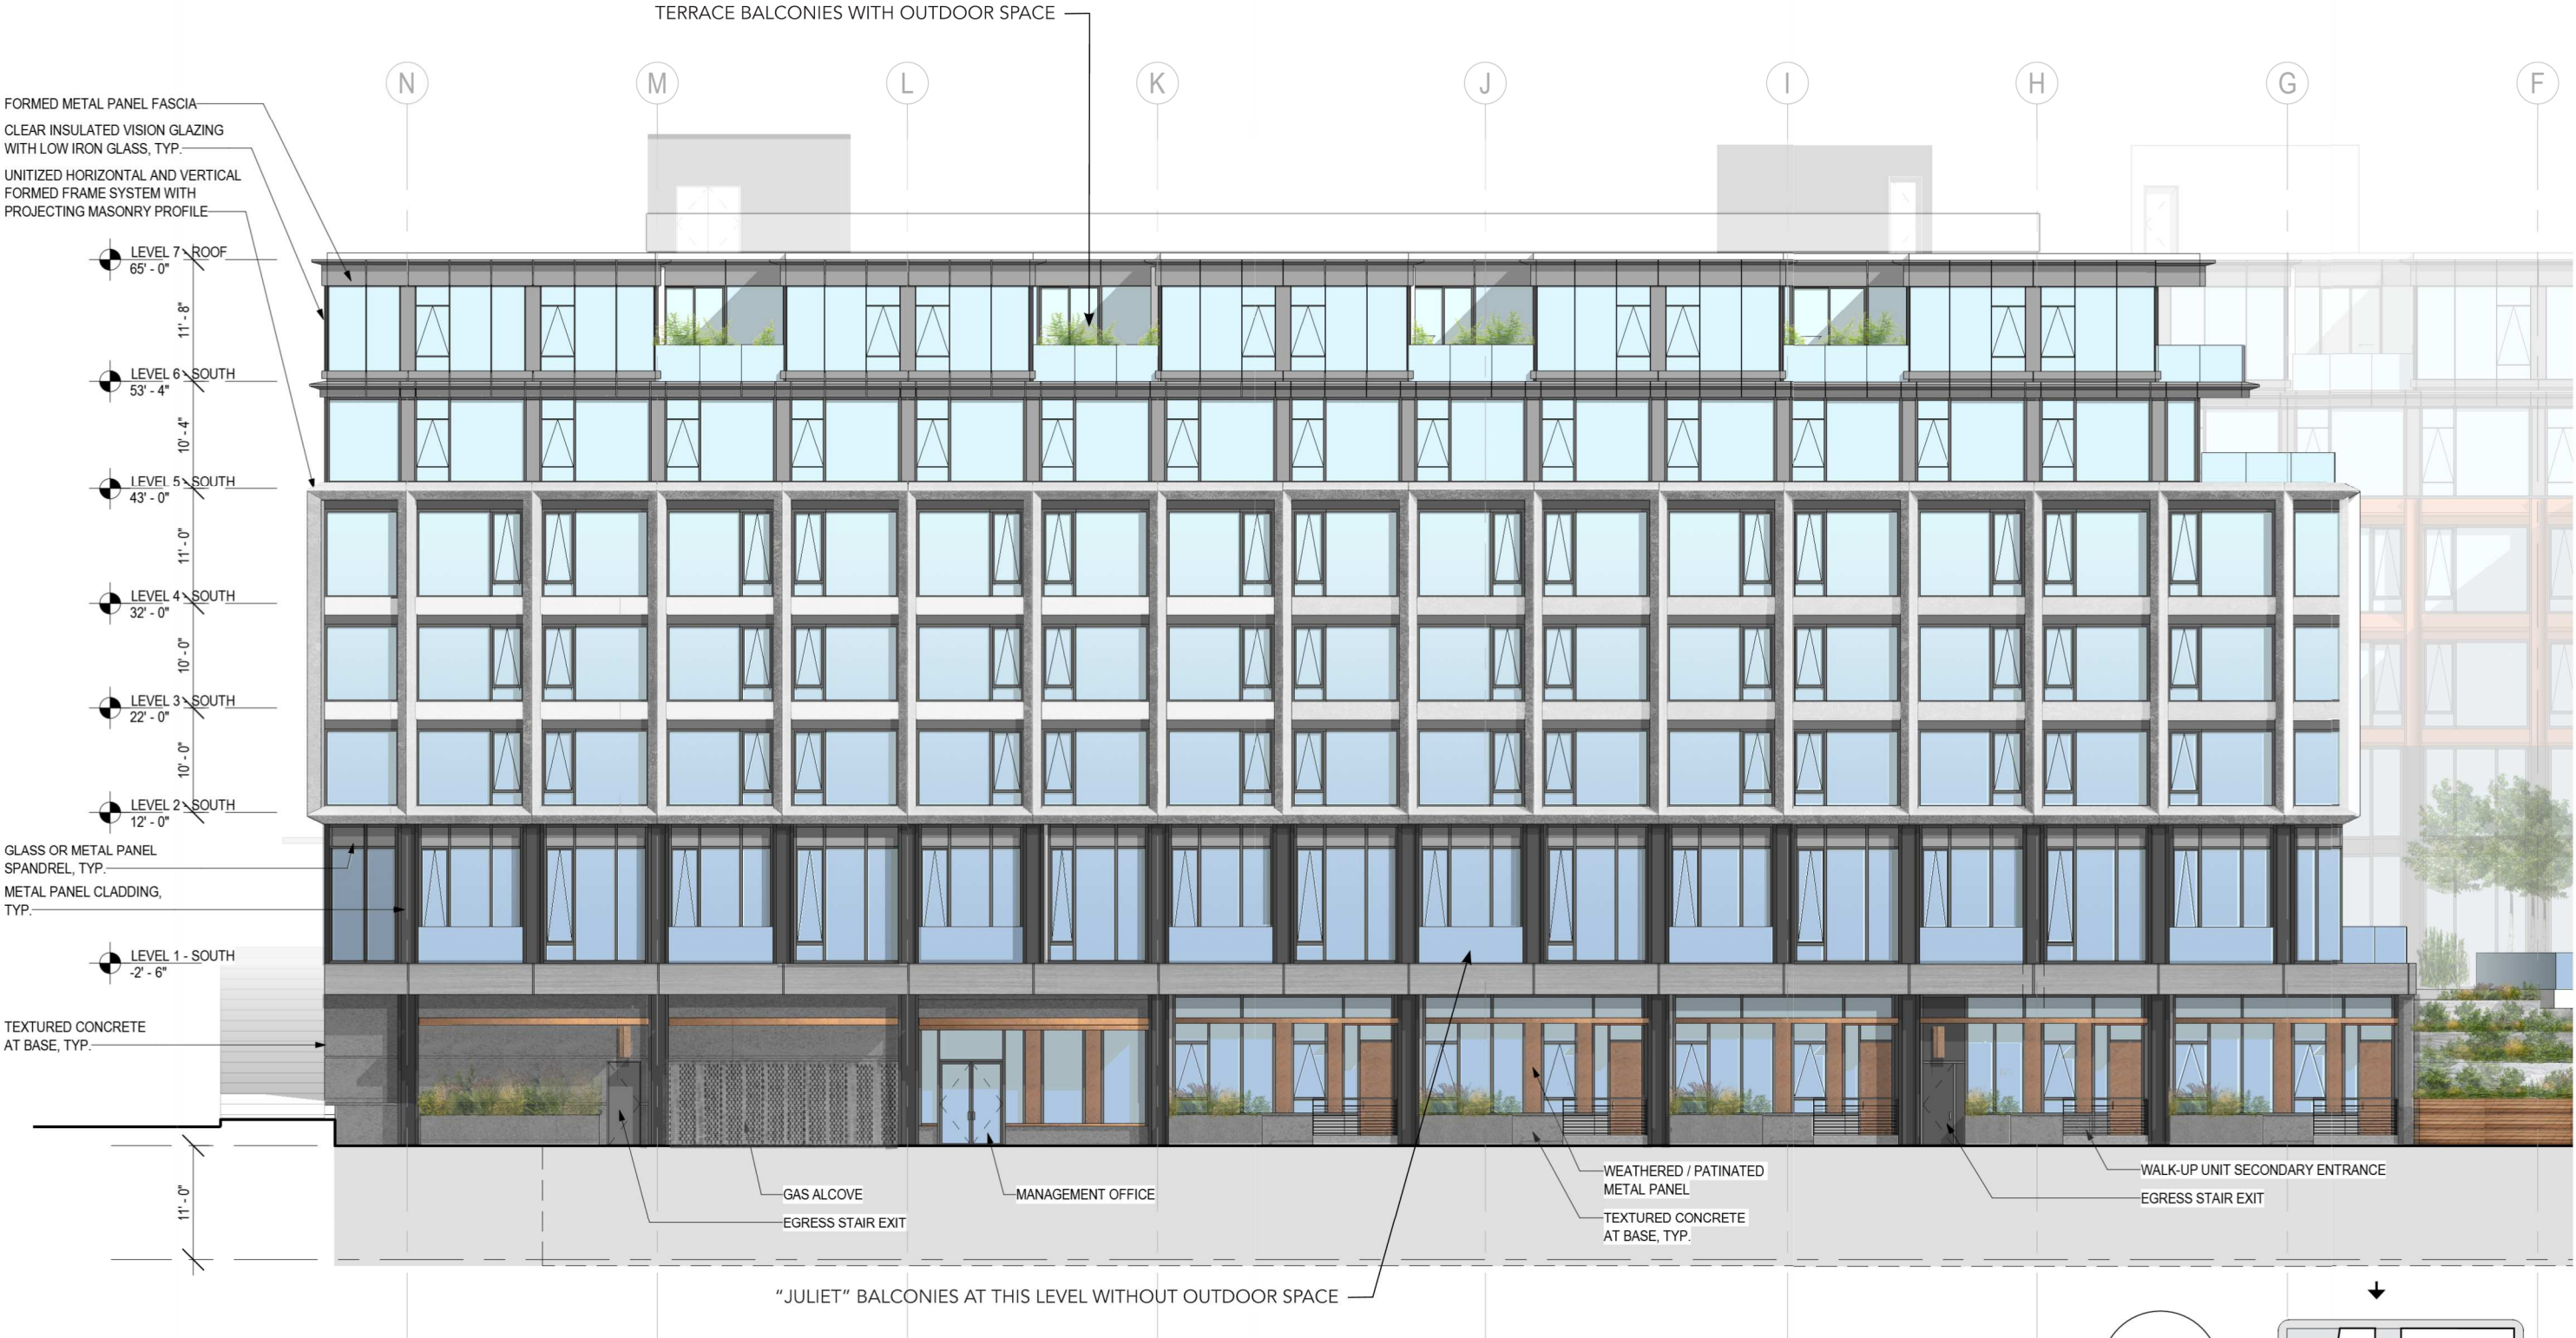 TERRACE BALCONIES WITH OUTDOOR SPACE
N
M
L
K
J
I
H
G
F
FORMED METAL PANEL FASCIA
CLEAR INSULATED VISION GLAZING
WITH LOW IRON GLASS, TYP.
UNITIZED HORIZONTAL AND VERTICAL
FORMED FRAME SYSTEM WITH
PROJECTING MASONRY PROFILE
LEVEL 7 - ROOF
65' - 0"
11' - 8"
LEVEL 6 - SOUTH
53' - 4"
10' - 4"
LEVEL 5 - SOUTH
43' - 0"
11' - 0"
LEVEL 4 - SOUTH
32' - 0"
10' - 0"
LEVEL 3 - SOUTH
22' - 0"
10' - 0"
LEVEL 2 - SOUTH
12' - 0"
GLASS OR METAL PANEL
SPANDREL, TYP.
METAL PANEL CLADDING,
TYP.
LEVEL 1 - SOUTH
-2' - 6"
TEXTURED CONCRETE
AT BASE, TYP.
11' - 0"
GAS ALCOVE
EGRESS STAIR EXIT
MANAGEMENT OFFICE
WEATHERED / PATINATED
METAL PANEL
TEXTURED CONCRETE
AT BASE, TYP.
WALK-UP UNIT SECONDARY ENTRANCE
EGRESS STAIR EXIT
"JULIET" BALCONIES AT THIS LEVEL WITHOUT OUTDOOR SPACE